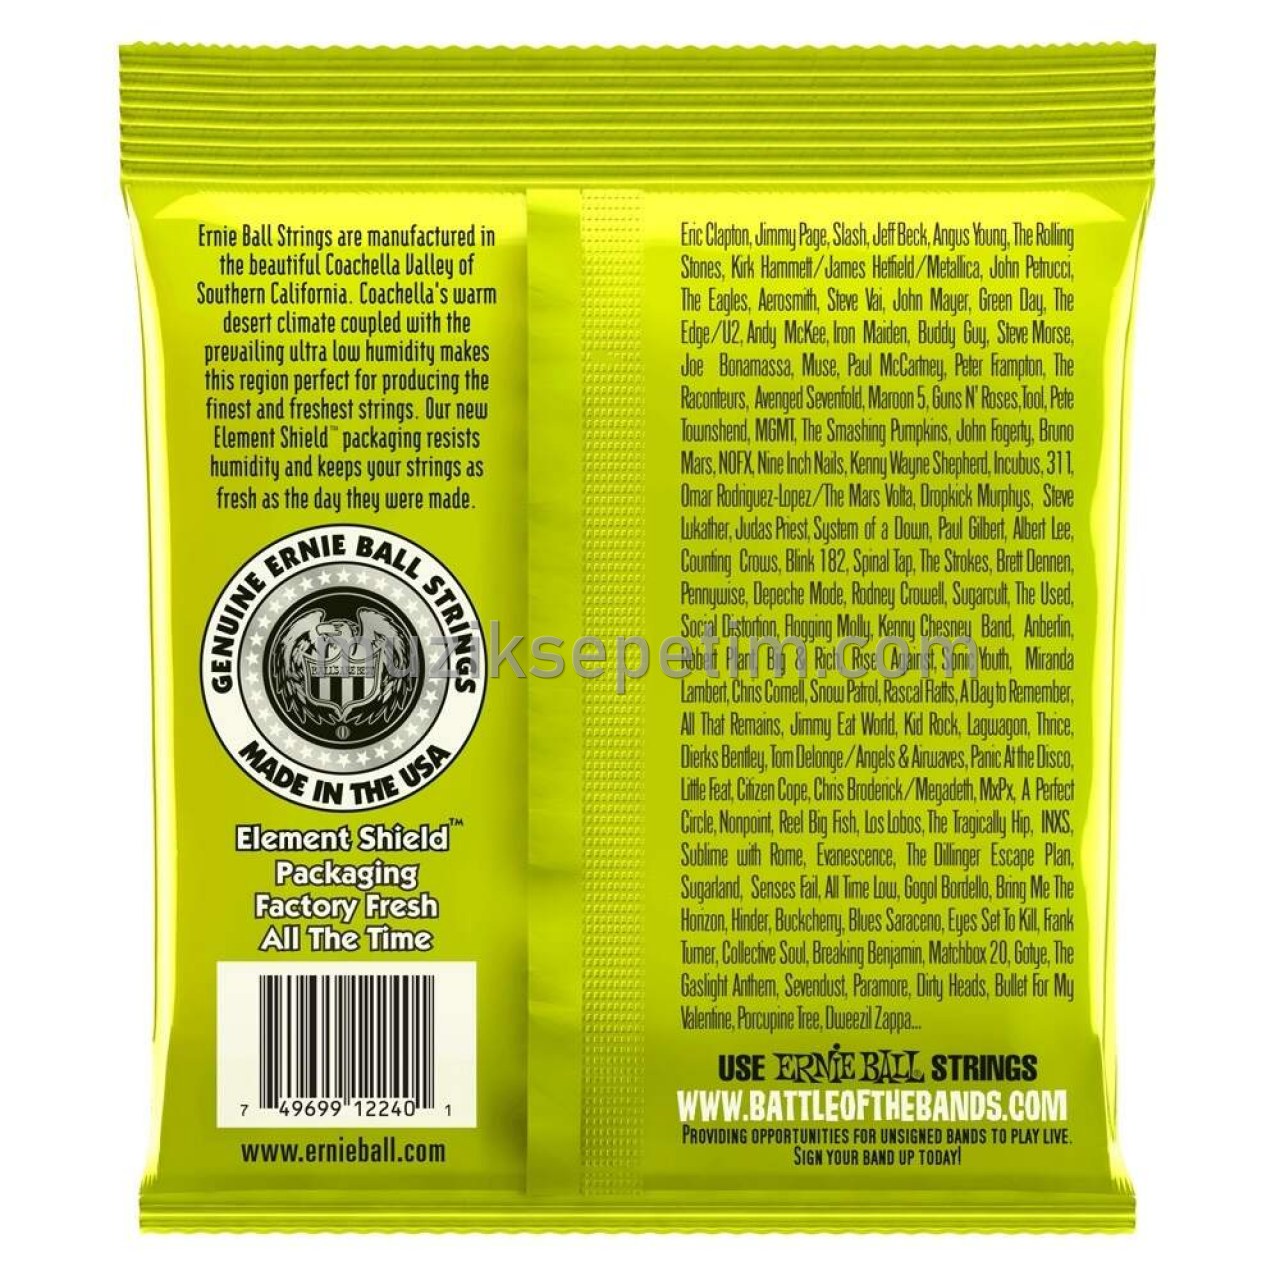 Ernie Ball Strings are manufactured in
the beautiful Coachella Valley of
Southern California. Coachella's warm
desert climate coupled with the
prevailing ultra low humidity makes
this region perfect for producing the
finest and freshest strings. Our new
Element Shield™ packaging resists
humidity and keeps your strings as
fresh as the day they were made.
GENUINE ERNIE BALL STRINGS
MADE IN THE USA
Element Shield™
Packaging
Factory Fresh
All The Time
7 49699 12240 1
www.ernieball.com
Eric Clapton, Jimmy Page, Slash, Jeff Beck, Angus Young, The Rolling
Stones, Kirk Hammett/James Hetfield/Metallica, John Petrucci,
The Eagles, Aerosmith, Steve Vai, John Mayer, Green Day, The
Edge/U2, Andy McKee, Iron Maiden, Buddy Guy, Steve Morse,
Joe Bonamassa, Muse, Paul McCartney, Peter Frampton, The
Raconteurs, Avenged Sevenfold, Maroon 5, Guns N' Roses, Tool, Pete
Townshend, MGMT, The Smashing Pumpkins, John Fogerty, Bruno
Mars, NOFX, Nine Inch Nails, Kenny Wayne Shepherd, Incubus, 311,
Omar Rodriguez-Lopez/The Mars Volta, Dropkick Murphys, Steve
Lukather, Judas Priest, System of a Down, Paul Gilbert, Albert Lee,
Counting Crows, Blink 182, Spinal Tap, The Strokes, Brett Dennen,
Pennywise, Depeche Mode, Rodney Crowell, Sugarcult, The Used,
Social Distortion, Flogging Molly, Kenny Chesney Band, Anberlin,
Robert Plant, Big & Rich, Rise Against, Sonic Youth, Miranda
Lambert, Chris Cornell, Snow Patrol, Rascal Flatts, A Day to Remember,
All That Remains, Jimmy Eat World, Kid Rock, Lagwagon, Thrice,
Dierks Bentley, Tom Delonge/Angels & Airwaves, Panic At the Disco,
Little Feat, Citizen Cope, Chris Broderick/Megadeth, MxPx, A Perfect
Circle, Nonpoint, Reel Big Fish, Los Lobos, The Tragically Hip, INXS,
Sublime with Rome, Evanescence, The Dillinger Escape Plan,
Sugarland, Senses Fail, All Time Low, Gogol Bordello, Bring Me The
Horizon, Hinder, Buckcherry, Blues Saraceno, Eyes Set To Kill, Frank
Turner, Collective Soul, Breaking Benjamin, Matchbox 20, Gotye, The
Gaslight Anthem, Sevendust, Paramore, Dirty Heads, Bullet For My
Valentine, Porcupine Tree, Dweezil Zappa...
USE ERNIE BALL® STRINGS
WWW.BATTLEOFTHEBANDS.COM
PROVIDING OPPORTUNITIES FOR UNSIGNED BANDS TO PLAY LIVE.
SIGN YOUR BAND UP TODAY!
muziksepetim.com